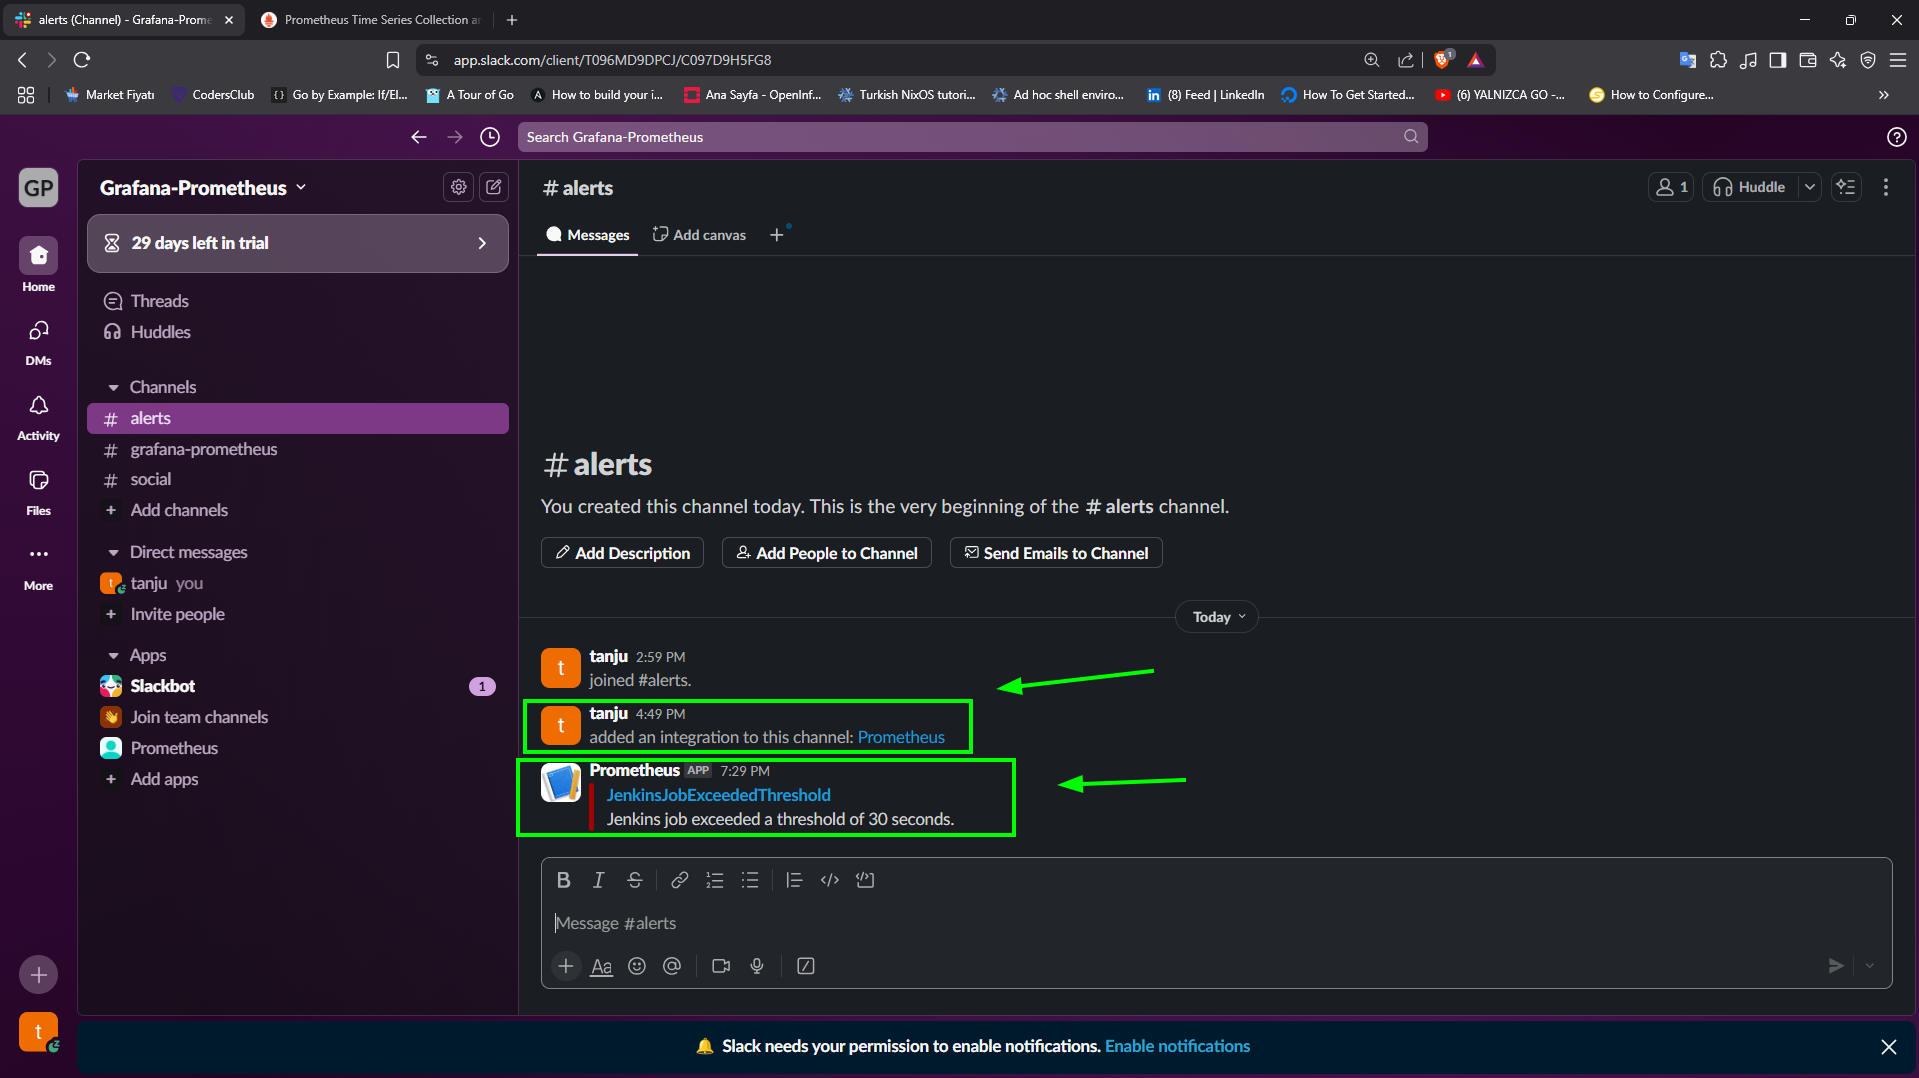 alerts (Channel) - Grafana-Prome
Prometheus Time Series Collection an
app.slack.com/client/T096MD9DPCJ/C097D9H5FG8
1
Market Fiyatı
CodersClub
Go by Example: If/El...
A Tour of Go
How to build your i...
Ana Sayfa - OpenInf...
Turkish NixOS tutori...
Ad hoc shell enviro...
(8) Feed | LinkedIn
How To Get Started...
(6) YALNIZCA GO -...
How to Configure...
Search Grafana-Prometheus
GP
Home
DMs
Activity
Files
More
t
Grafana-Prometheus
29 days left in trial
Threads
Huddles
Channels
# alerts
# grafana-prometheus
# social
+ Add channels
Direct messages
t tanju you
+ Invite people
Apps
Slackbot 1
Join team channels
Prometheus
+ Add apps
# alerts
1
Huddle
Messages
Add canvas
# alerts
You created this channel today. This is the very beginning of the # alerts channel.
Add Description
Add People to Channel
Send Emails to Channel
Today
t
tanju 2:59 PM
joined #alerts.
t
tanju 4:49 PM
added an integration to this channel: Prometheus
Prometheus APP 7:29 PM
JenkinsJobExceededThreshold
Jenkins job exceeded a threshold of 30 seconds.
B I S
Message #alerts
Aa
Slack needs your permission to enable notifications. Enable notifications